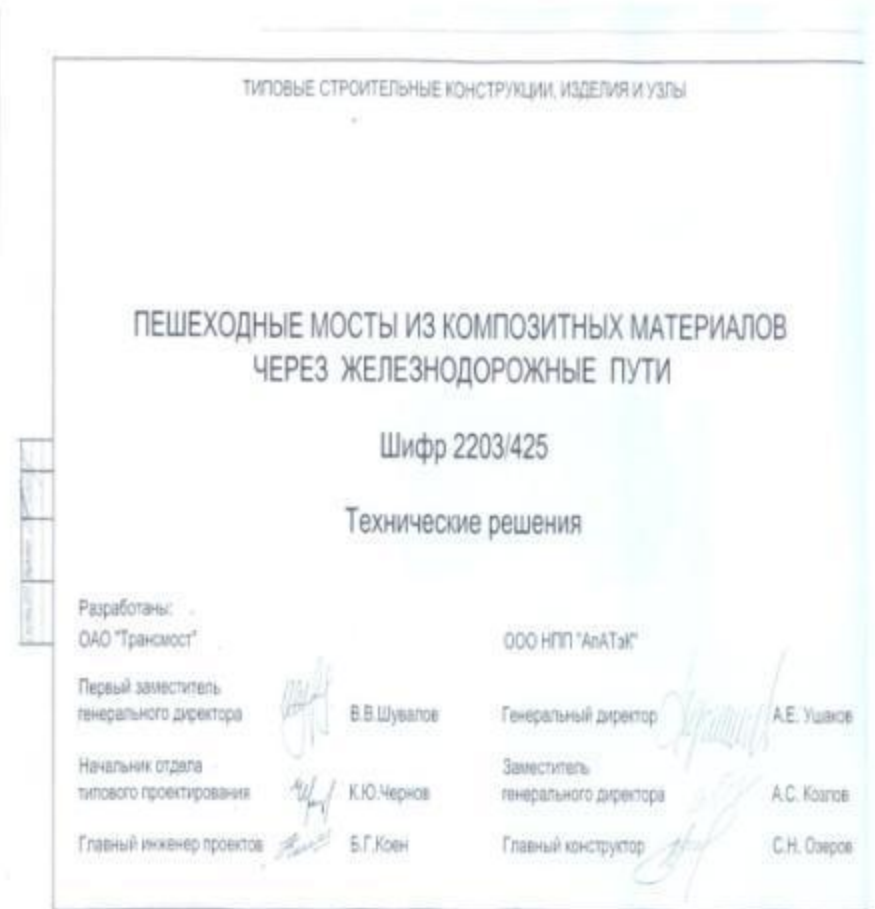 ТИПОВЫЕ СТРОИТЕЛЬНЫЕ КОНСТРУКЦИИ, ИЗДЕЛИЯ И УЗЛЫ
ПЕШЕХОДНЫЕ МОСТЫ ИЗ КОМПОЗИТНЫХ МАТЕРИАЛОВ
ЧЕРЕЗ ЖЕЛЕЗНОДОРОЖНЫЕ ПУТИ
Шифр 2203/425
Технические решения
Разработаны:
ОАО "Трансмост"
ООО НПП "АпАТэК"
Первый заместитель
генерального директора
В.В.Шувалов
Генеральный директор
А.Е. Ушаков
Начальник отдела
типового проектирования
К.Ю.Чернов
Заместитель
генерального директора
А.С. Козлов
Главный инженер проектов
Б.Г.Коен
Главный конструктор
С.Н. Озеров